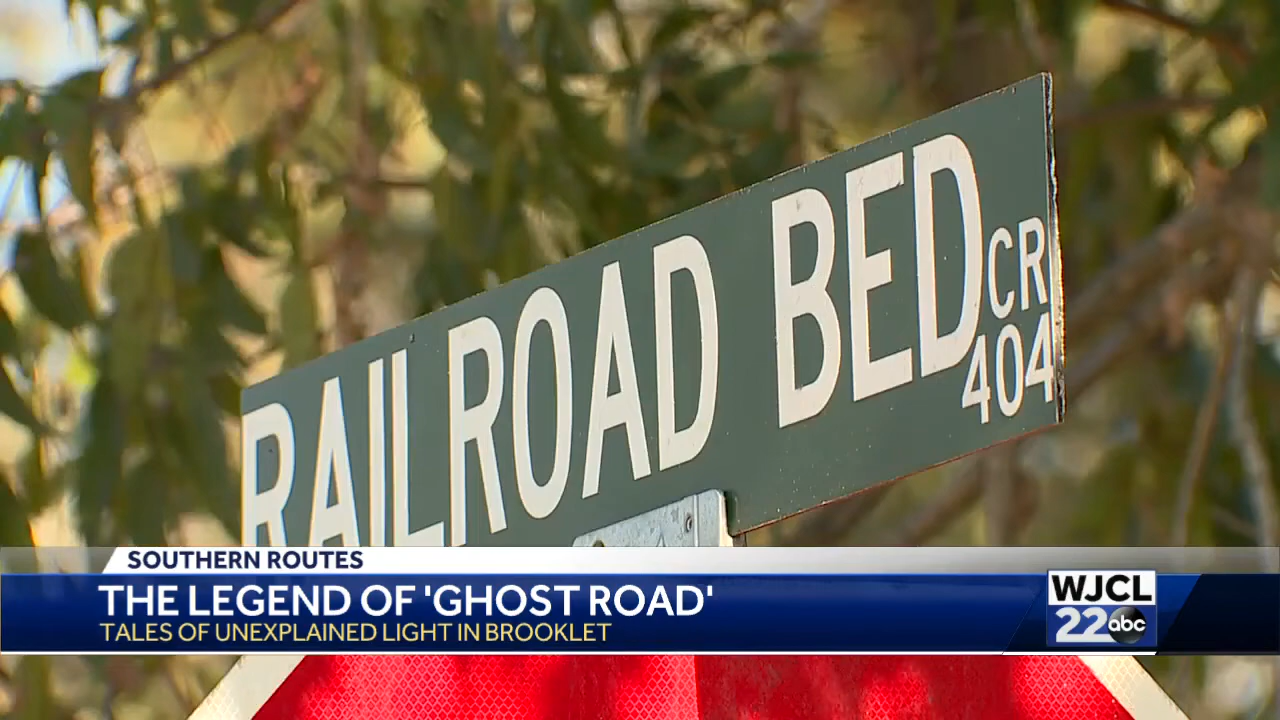 RAILROAD BED CR
404
SOUTHERN ROUTES
THE LEGEND OF 'GHOST ROAD'
TALES OF UNEXPLAINED LIGHT IN BROOKLET
WJCL
22 abc